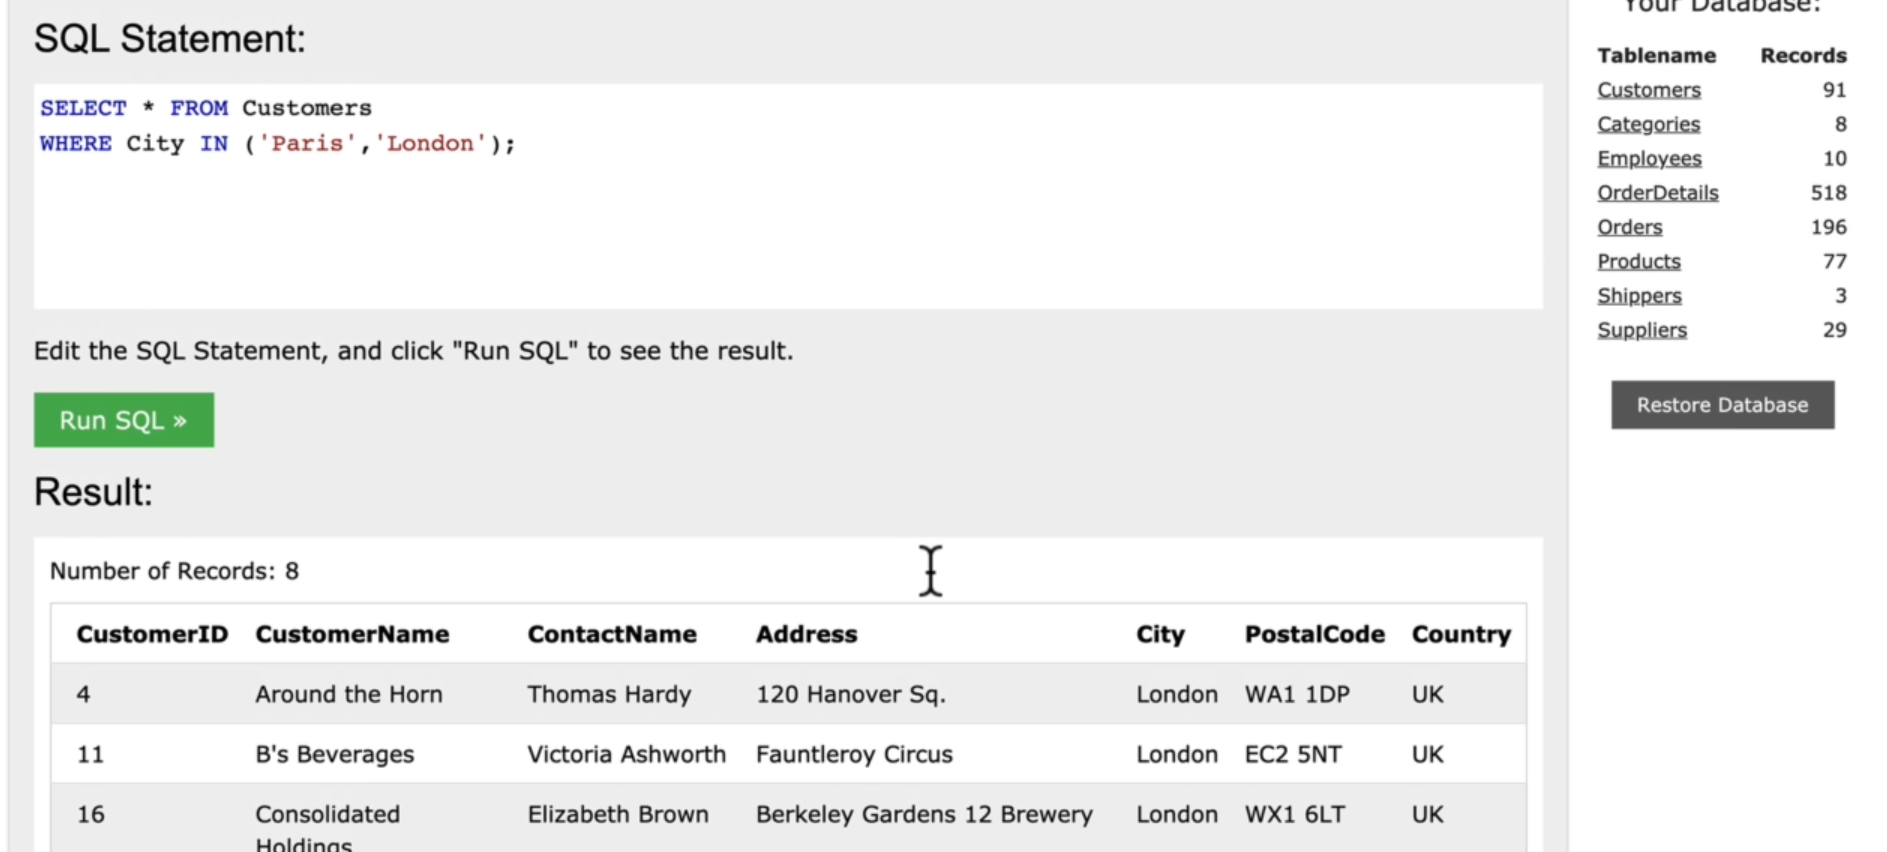 SQL Statement:
SELECT * FROM Customers
WHERE City IN ('Paris','London');
Edit the SQL Statement, and click "Run SQL" to see the result.
Run SQL »
Result:
Number of Records: 8
CustomerID CustomerName ContactName Address City PostalCode Country
4 Around the Horn Thomas Hardy 120 Hanover Sq. London WA1 1DP UK
11 B's Beverages Victoria Ashworth Fauntleroy Circus London EC2 5NT UK
16 Consolidated Elizabeth Brown Berkeley Gardens 12 Brewery London WX1 6LT UK
Holdings
Your Database:
Tablename Records
Customers 91
Categories 8
Employees 10
OrderDetails 518
Orders 196
Products 77
Shippers 3
Suppliers 29
Restore Database